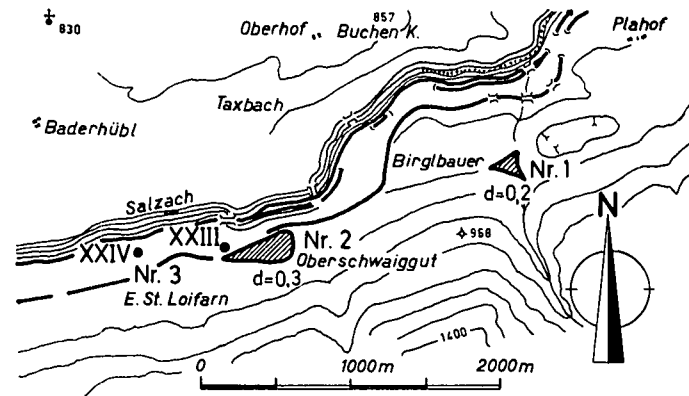 830
Oberhof
857
Buchen K.
Plahof
Taxbach
Baderhübl
Birglbauer
Nr. 1
d=0,2
Salzach
N
XXIII
Nr. 2
968
XXIV
Oberschwaiggut
Nr. 3
d=0,3
E. St. Loifarn
1400
0
1000m
2000m